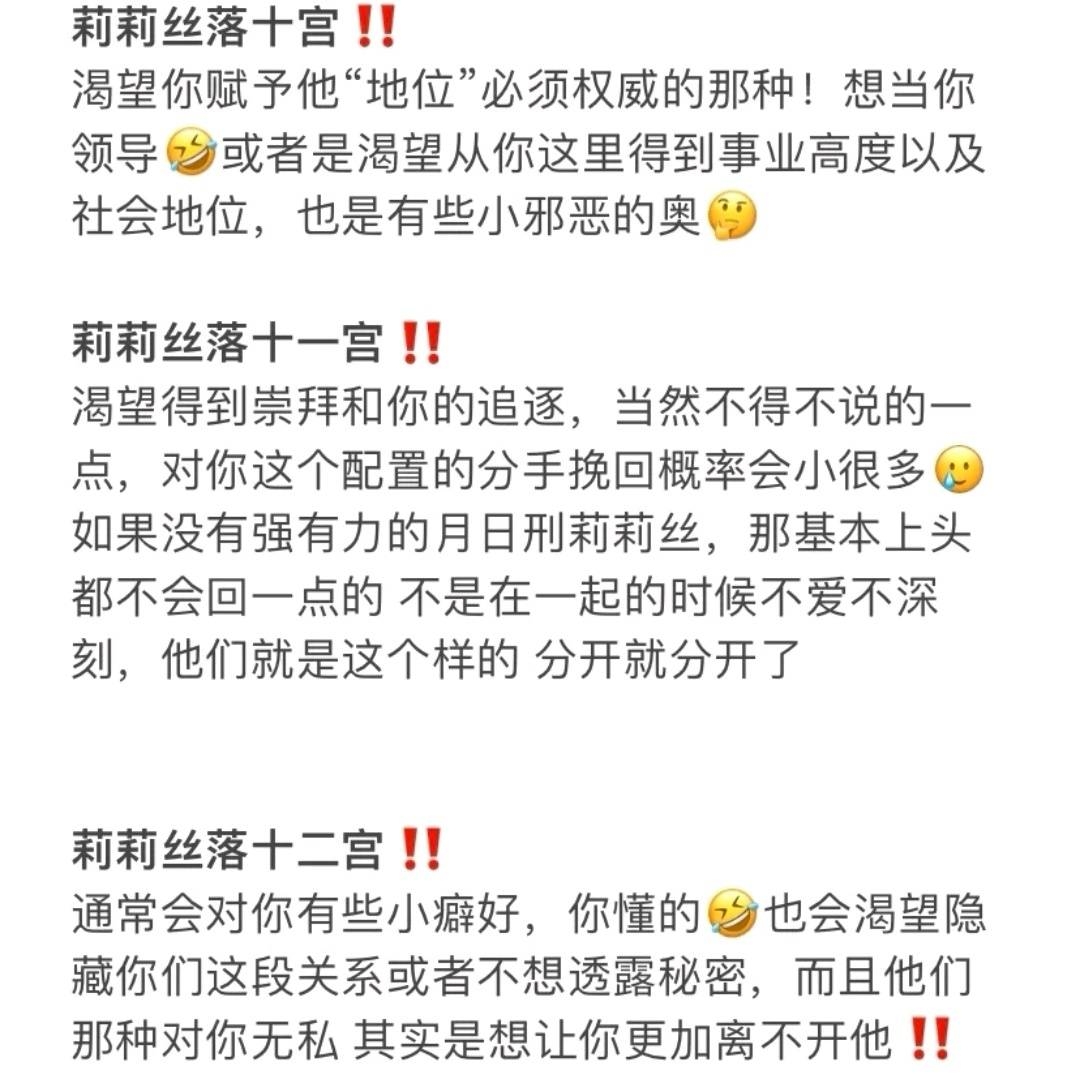 莉莉丝落十宫‼️
渴望你赋予他“地位”必须权威的那种！想当你
领导🤣或者是渴望从你这里得到事业高度以及
社会地位，也是有些小邪恶的奥🤔
莉莉丝落十一宫‼️
渴望得到崇拜和你的追逐，当然不得不说的一
点，对你这个配置的分手挽回概率会小很多🥲
如果没有强有力的月日刑莉莉丝，那基本上头
都不会回一点的 不是在一起的时候不爱不深
刻，他们就是这个样的 分开就分开了
莉莉丝落十二宫‼️
通常会对你有些小癖好，你懂的🤣也会渴望隐
藏你们这段关系或者不想透露秘密，而且他们
那种对你无私 其实是想让你更加离不开他‼️